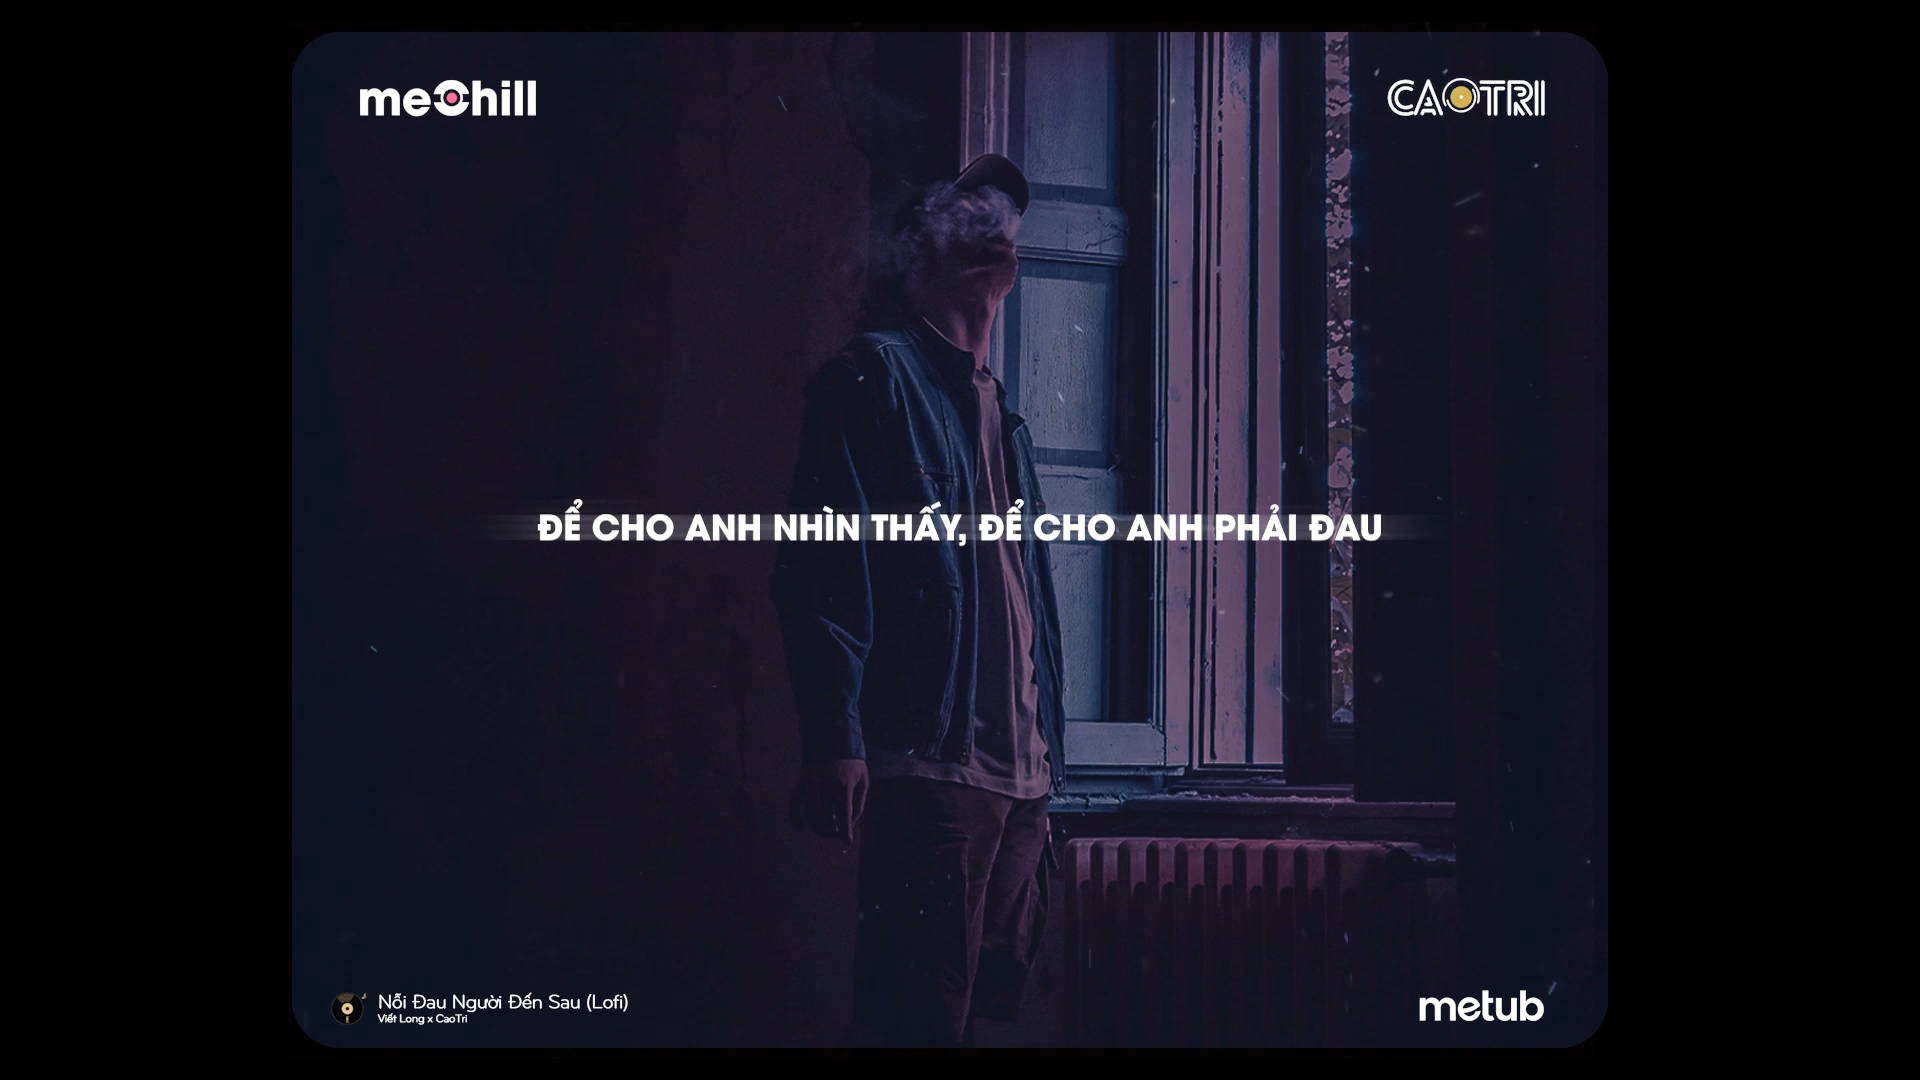 meChill
CAOTRI
ĐỂ CHO ANH NHÌN THẤY, ĐỂ CHO ANH PHẢI ĐAU
Nỗi Đau Người Đến Sau (Lofi)
Viết Long x CaoTri
metub